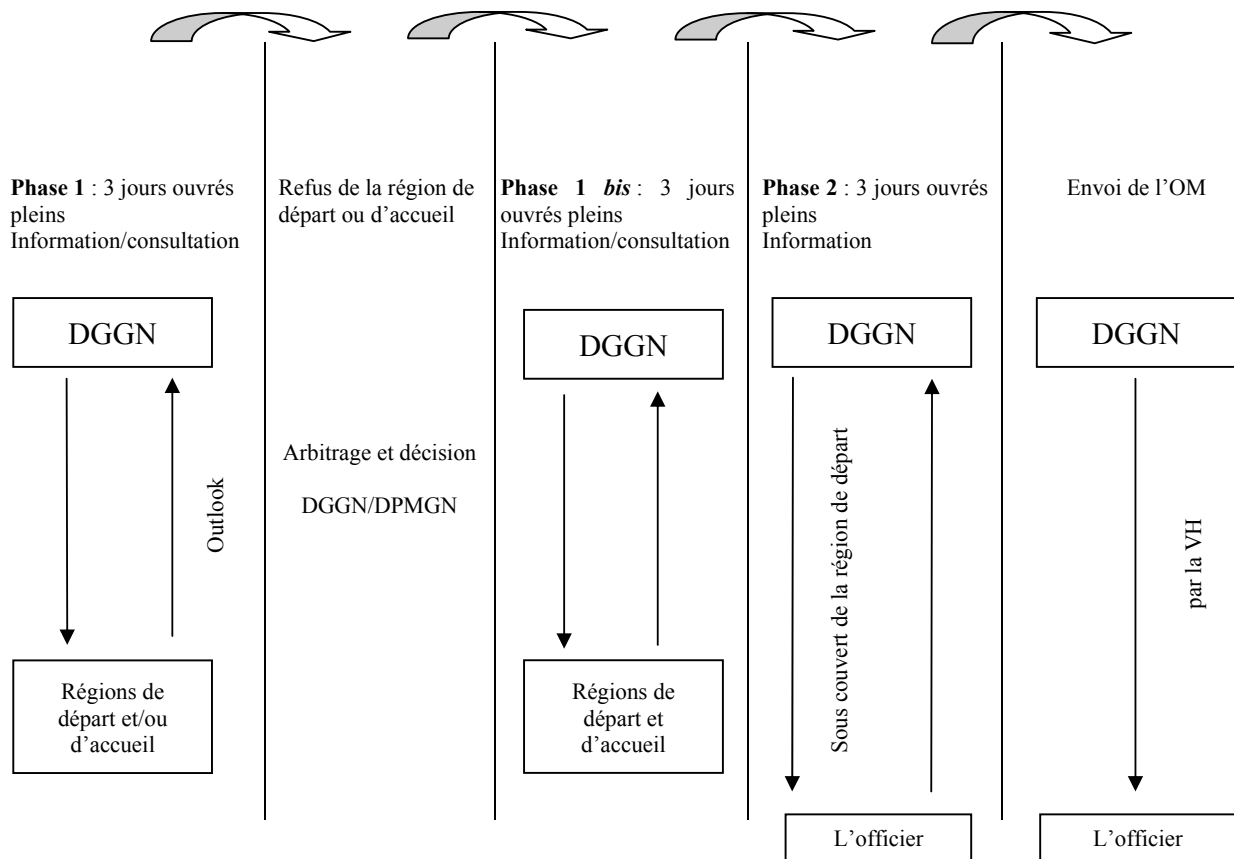 Phase 1 : 3 jours ouvrés
pleins
Information/consultation
DGGN
Outlook
Régions de
départ et/ou
d’accueil
Refus de la région de
départ ou d’accueil
Arbitrage et décision
DGGN/DPMGN
Phase 1 bis : 3 jours
ouvrés pleins
Information/consultation
DGGN
Régions de
départ et
d’accueil
Phase 2 : 3 jours ouvrés
pleins
Information
DGGN
Sous couvert de la région de départ
L’officier
Envoi de l’OM
DGGN
par la VH
L’officier